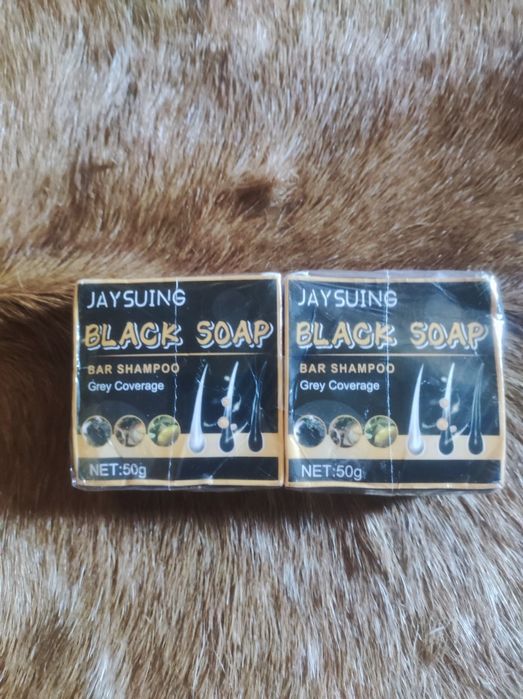 JAYSUING
BLACK SOAP
BAR SHAMPOO
Grey Coverage
NET:50g
JAYSUING
BLACK SOAP
BAR SHAMPOO
Grey Coverage
NET:50g